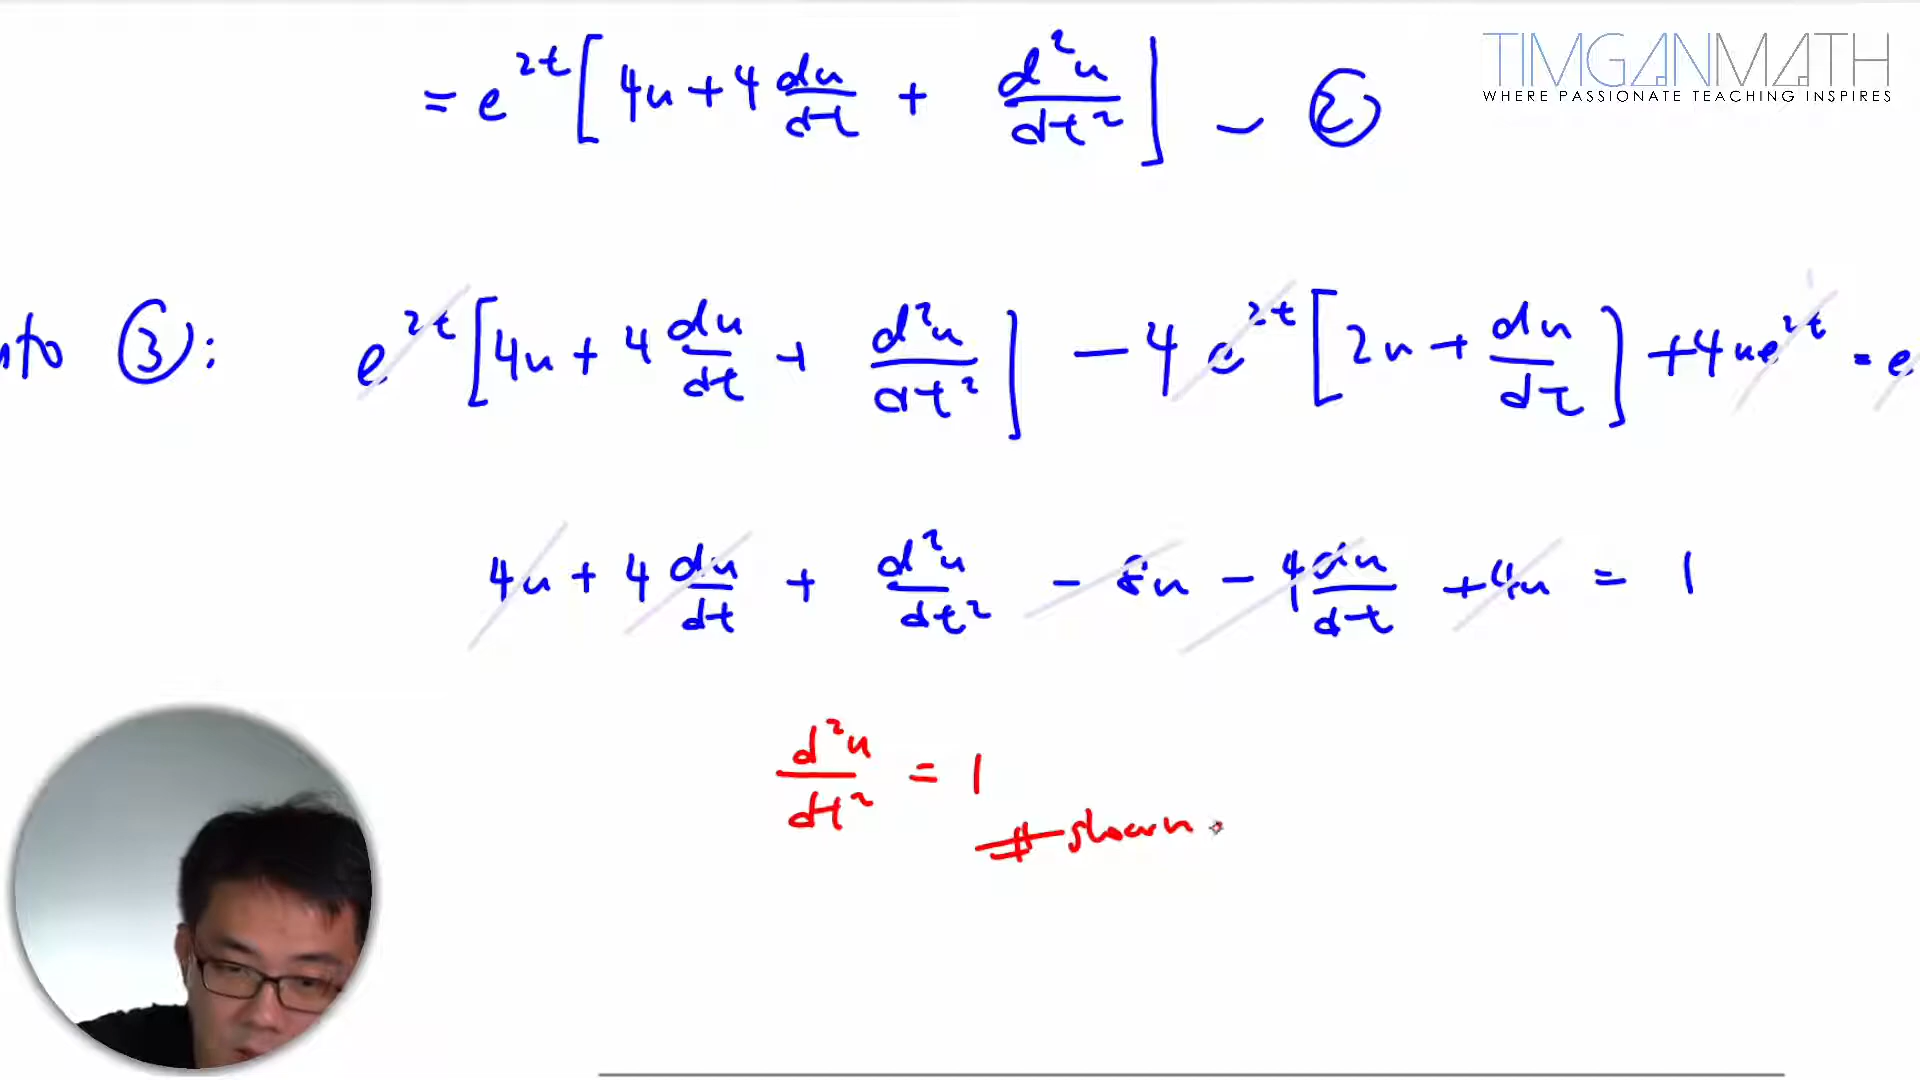 TIMGANMATH
WHERE PASSIONATE TEACHING INSPIRES
= e^{2t} [4u + 4 du/dt + d²u/dt²] - ②
nto ③: e^{2t} [4u + 4 du/dt + d²u/dt²] - 4e^{2t} [2u + du/dt] + 4ue^{2t} = e
4u + 4 du/dt + d²u/dt² - 8u - 4 du/dt + 4u = 1
d²u/dt² = 1
# shown.